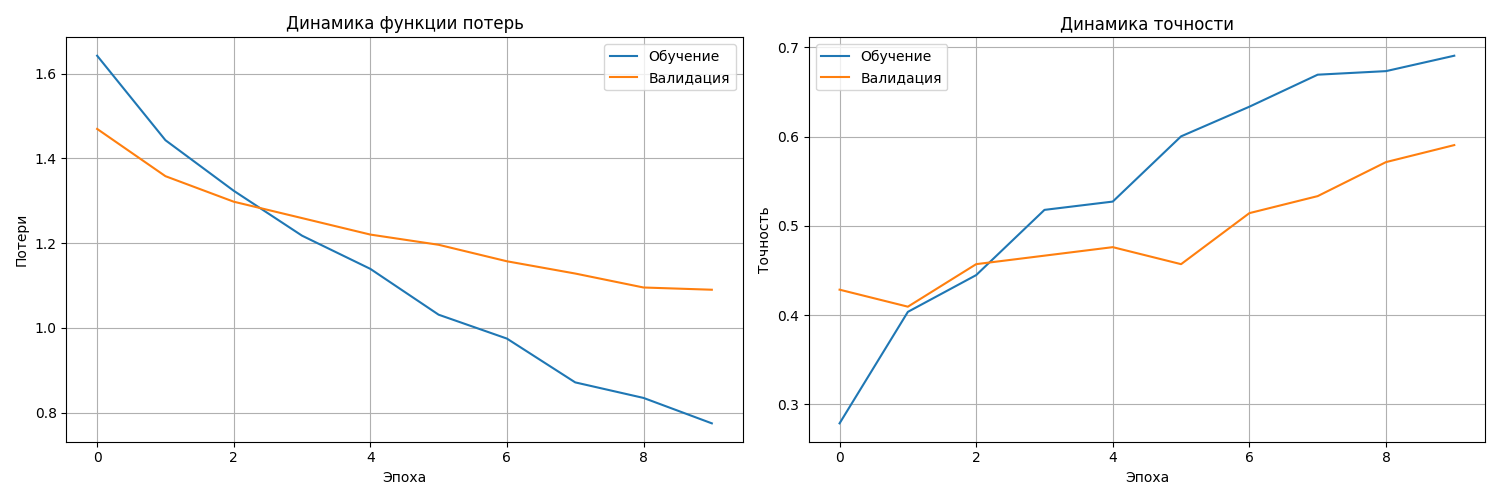 Динамика функции потерь
Обучение
Валидация
1.6
1.4
1.2
1.0
0.8
Потери
0
2
4
6
8
Эпоха
Динамика точности
Обучение
Валидация
0.7
0.6
0.5
0.4
0.3
Точность
0
2
4
6
8
Эпоха